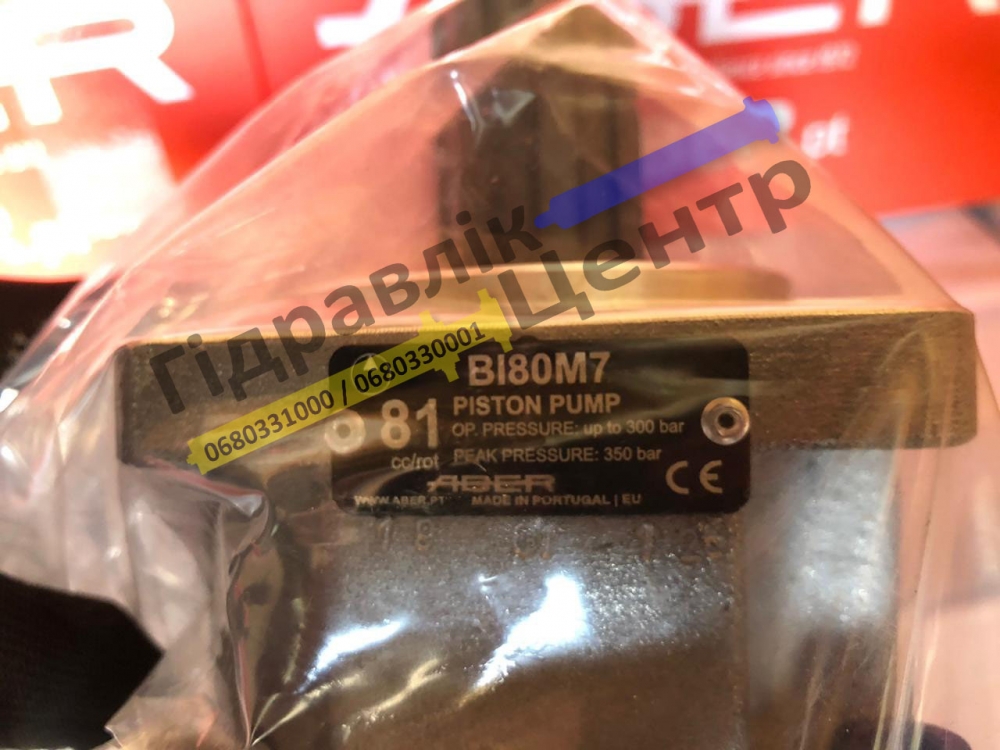 .pt
Гідравлік
Центр
0680331000 / 0680330001
BI80M7
81 PISTON PUMP
OP. PRESSURE: up to 300 bar
cc/rot PEAK PRESSURE: 350 bar
ABER
CE
WWW.ABER.PT MADE IN PORTUGAL | EU